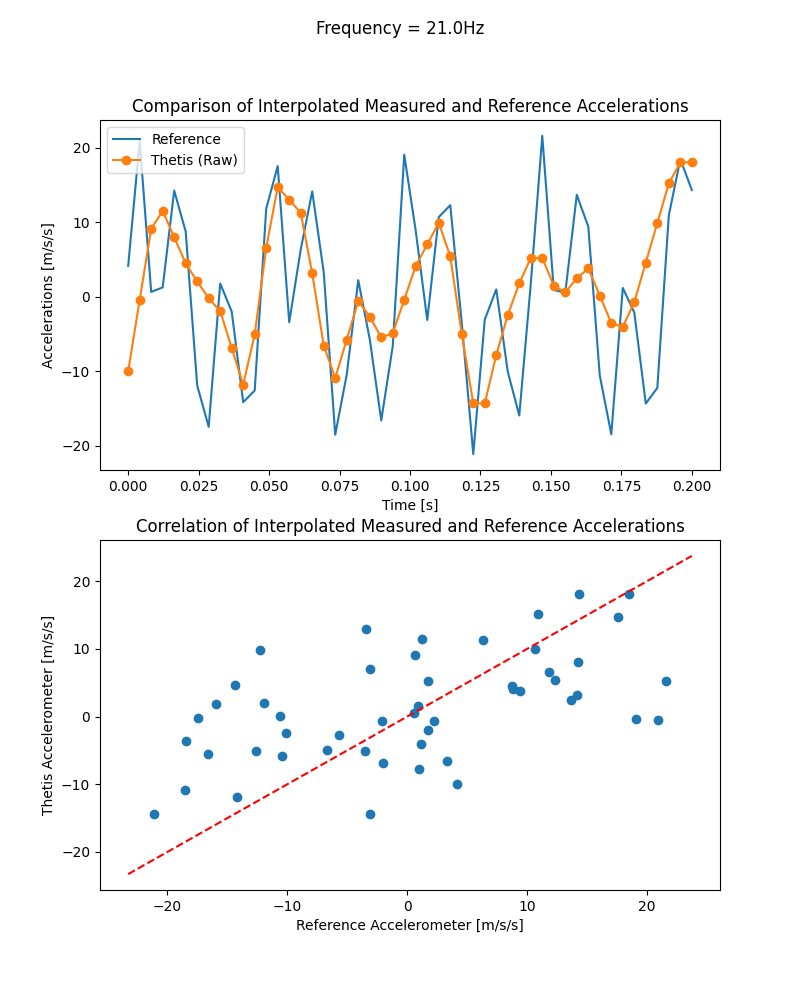 Frequency = 21.0Hz
Comparison of Interpolated Measured and Reference Accelerations
Reference
Thetis (Raw)
20
10
0
−10
−20
Accelerations [m/s/s]
0.000 0.025 0.050 0.075 0.100 0.125 0.150 0.175 0.200
Time [s]
Correlation of Interpolated Measured and Reference Accelerations
20
10
0
−10
−20
Thetis Accelerometer [m/s/s]
−20 −10 0 10 20
Reference Accelerometer [m/s/s]